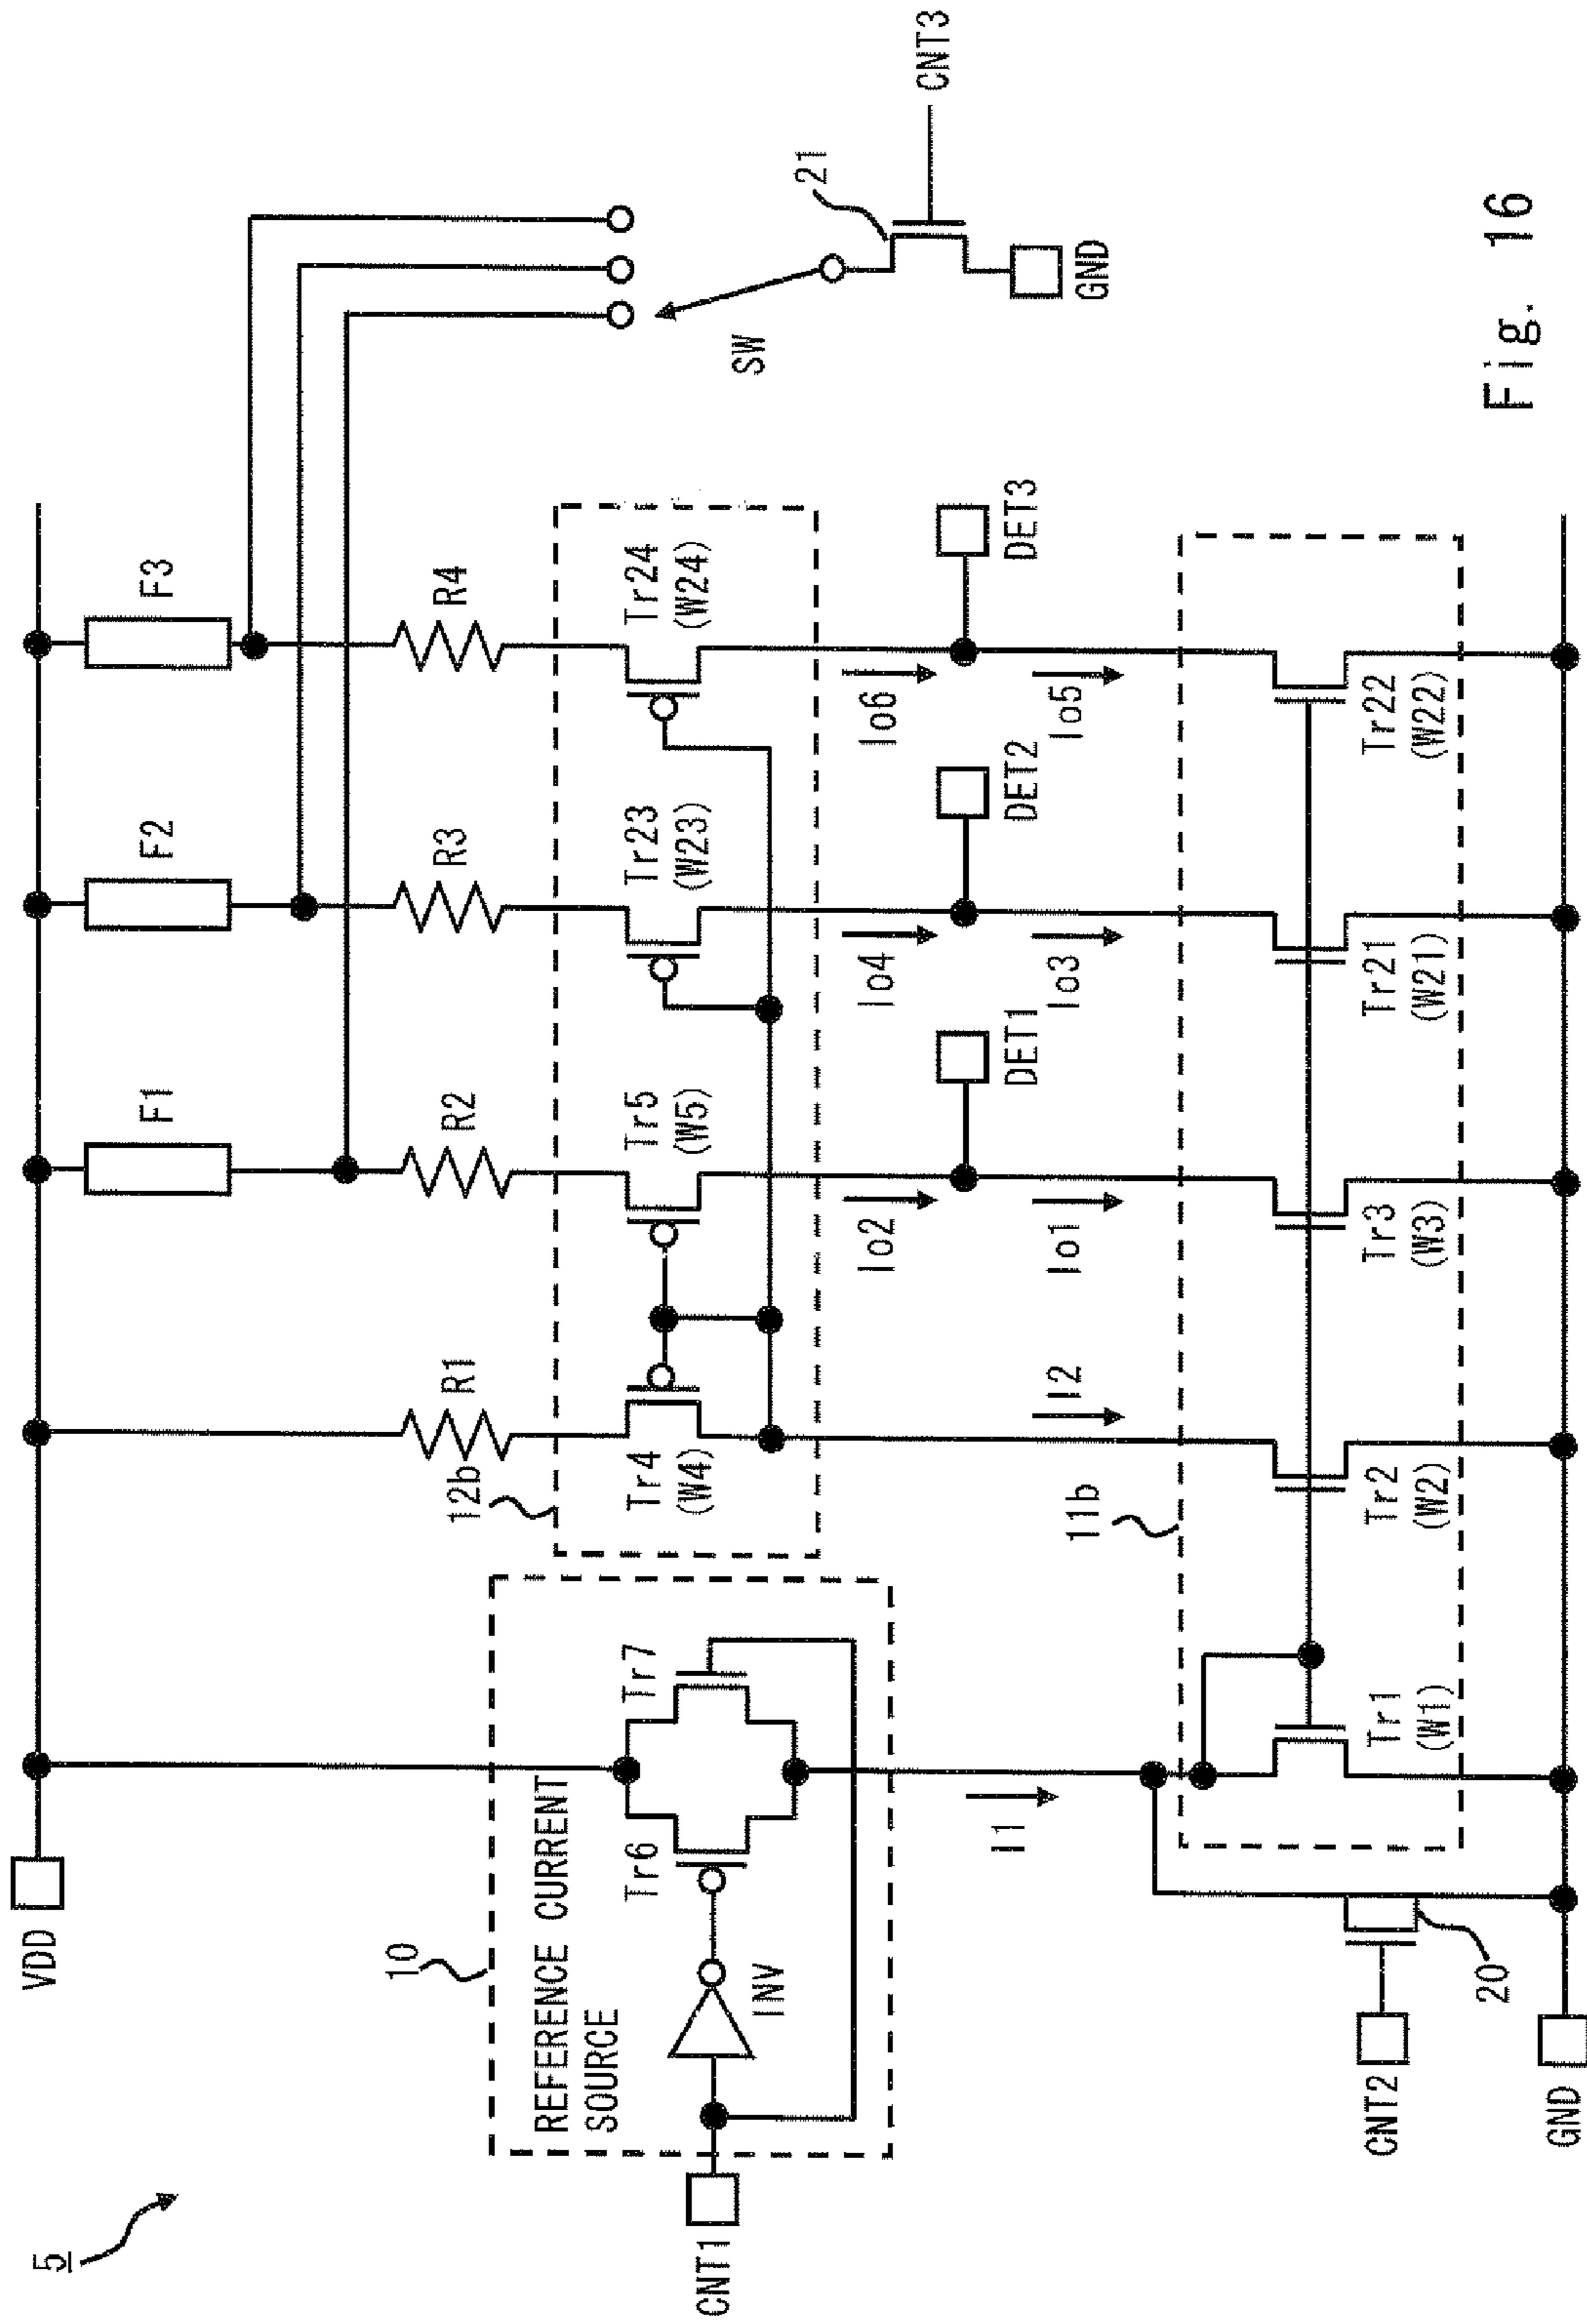 5
VDD
F1
F2
F3
R1
R2
R3
R4
CNT3
21
SW
GND
10
REFERENCE CURRENT
SOURCE
INV
Tr6
Tr7
CNT1
12b
Tr4
(W4)
Tr5
(W5)
Tr23
(W23)
Tr24
(W24)
Io2
Io4
Io6
DET1
DET2
DET3
I1
I2
Io1
Io3
Io5
11b
Tr1
(W1)
Tr2
(W2)
Tr3
(W3)
Tr21
(W21)
Tr22
(W22)
20
CNT2
GND
Fig. 16